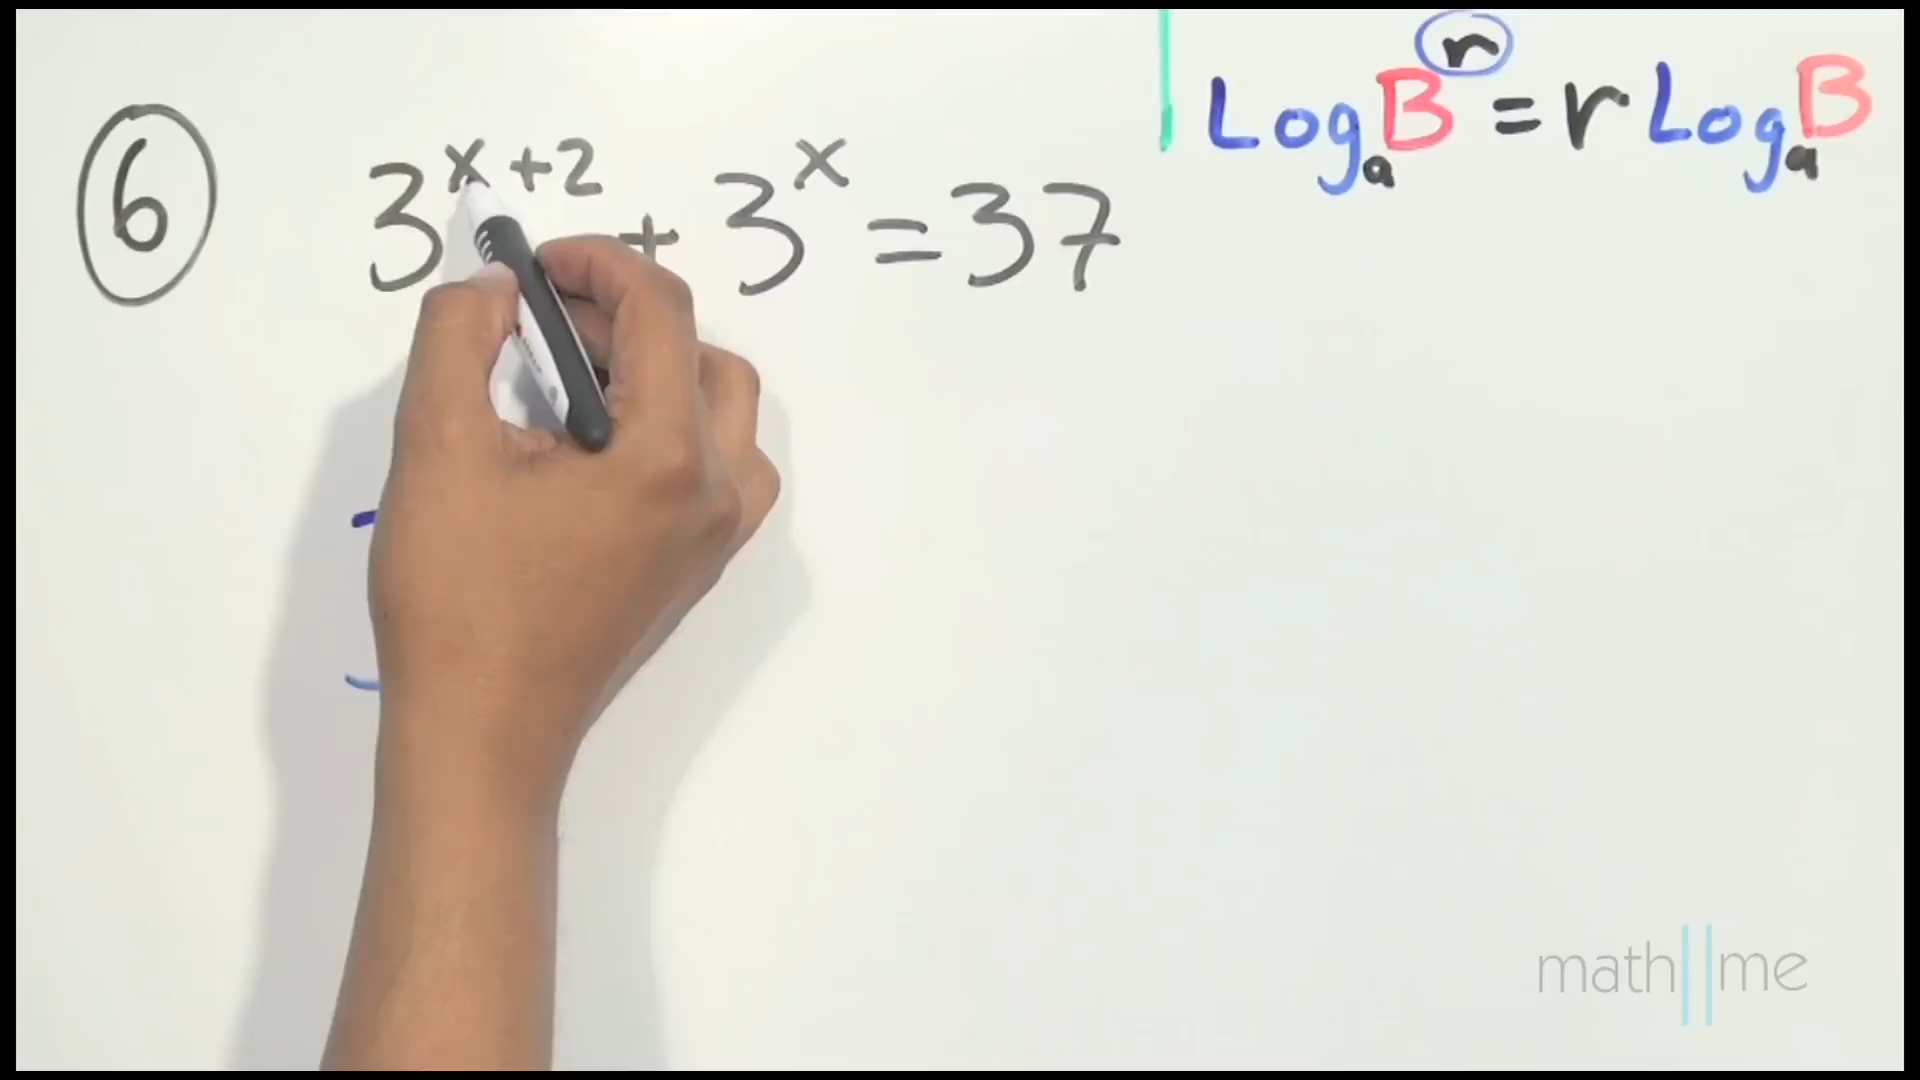 6
3^{x+2} + 3^x = 37
Log_a B^r = r Log_a B
math||me